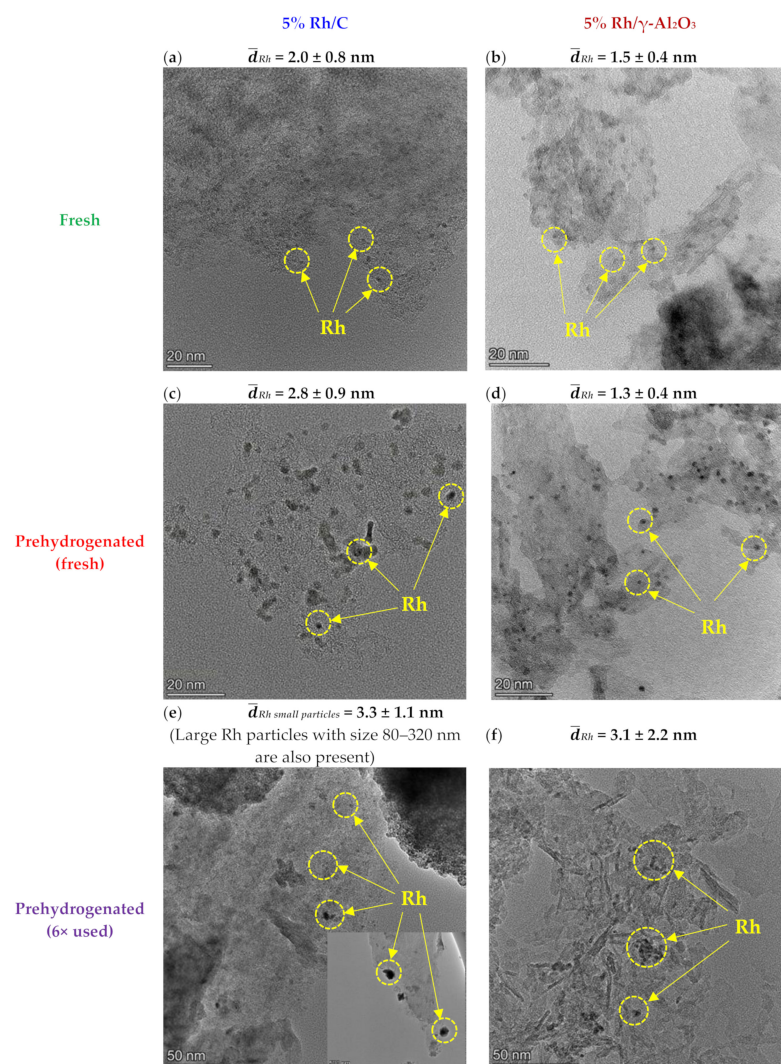 5% Rh/C
5% Rh/γ-Al₂O₃
(a) d̅Rh = 2.0 ± 0.8 nm
(b) d̅Rh = 1.5 ± 0.4 nm
Fresh
Rh
Rh
20 nm
20 nm
(c) d̅Rh = 2.8 ± 0.9 nm
(d) d̅Rh = 1.3 ± 0.4 nm
Prehydrogenated
(fresh)
Rh
Rh
20 nm
20 nm
(e) d̅Rh small particles = 3.3 ± 1.1 nm
(Large Rh particles with size 80–320 nm
are also present)
(f) d̅Rh = 3.1 ± 2.2 nm
Prehydrogenated
(6× used)
Rh
Rh
50 nm
50 nm